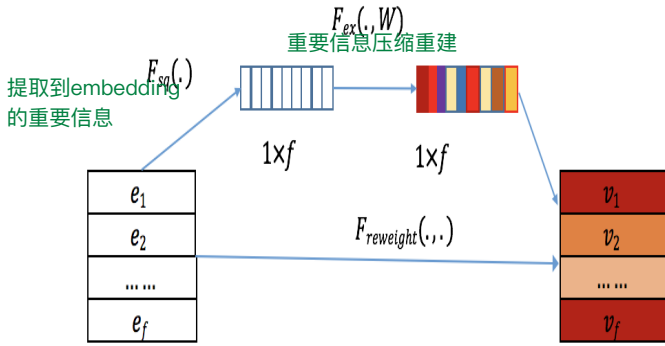 F_ex(.,W)
重要信息压缩重建
F_sq(.)
提取到embedding
的重要信息
1×f
1×f
e_1
e_2
... ...
e_f
F_reweight(.,.)
v_1
v_2
... ...
v_f